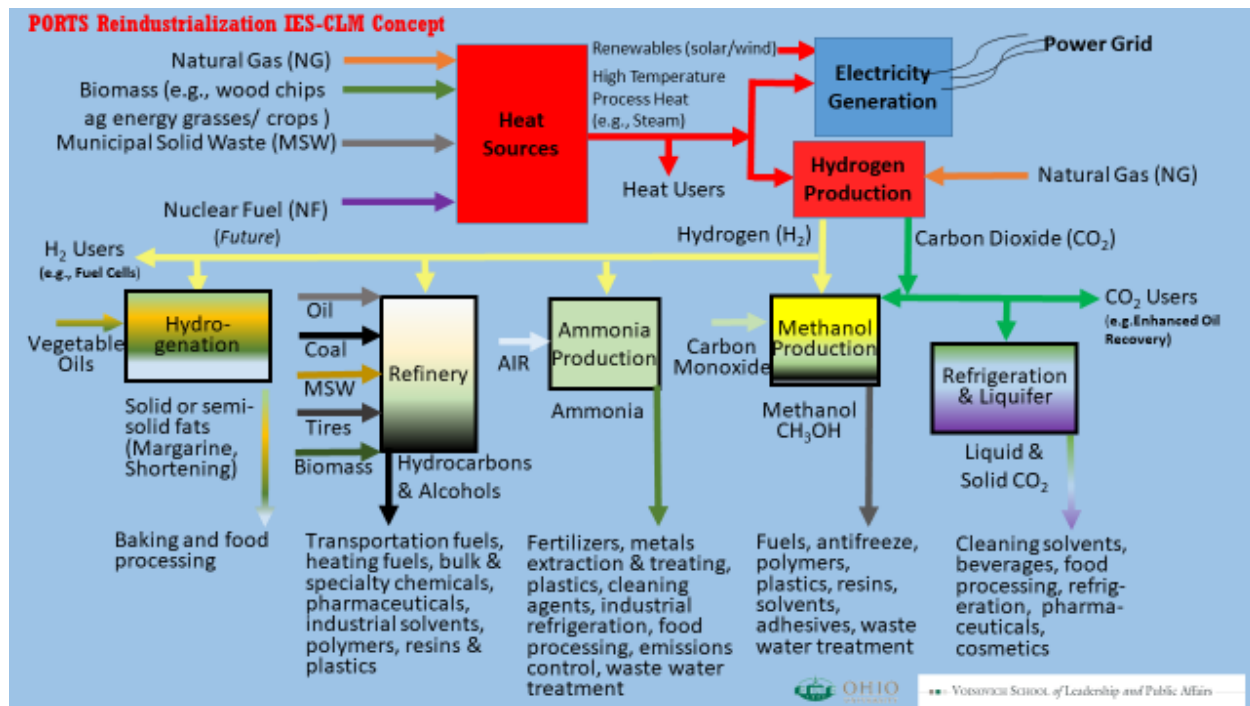 PORTS Reindustrialization IES-CLM Concept
Natural Gas (NG)
Biomass (e.g., wood chips
ag energy grasses/ crops )
Municipal Solid Waste (MSW)
Nuclear Fuel (NF)
(Future)
Heat
Sources
Renewables (solar/wind)
High Temperature
Process Heat
(e.g., Steam)
Heat Users
Electricity
Generation
Power Grid
Hydrogen
Production
Natural Gas (NG)
Hydrogen (H2)
Carbon Dioxide (CO2)
H2 Users
(e.g., Fuel Cells)
Vegetable
Oils
Hydro-
genation
Solid or semi-
solid fats
(Margarine,
Shortening)
Baking and food
processing
Oil
Coal
MSW
Tires
Biomass
Refinery
Hydrocarbons
& Alcohols
Transportation fuels,
heating fuels, bulk &
specialty chemicals,
pharmaceuticals,
industrial solvents,
polymers, resins &
plastics
AIR
Ammonia
Production
Ammonia
Fertilizers, metals
extraction & treating,
plastics, cleaning
agents, industrial
refrigeration, food
processing, emissions
control, waste water
treatment
Carbon
Monoxide
Methanol
Production
Methanol
CH3OH
Fuels, antifreeze,
polymers,
plastics, resins,
solvents,
adhesives, waste
water treatment
CO2 Users
(e.g.Enhanced Oil
Recovery)
Refrigeration
& Liquifer
Liquid &
Solid CO2
Cleaning solvents,
beverages, food
processing, refrig-
eration, pharma-
ceuticals,
cosmetics
OHIO
VOINOVICH SCHOOL of Leadership and Public Affairs